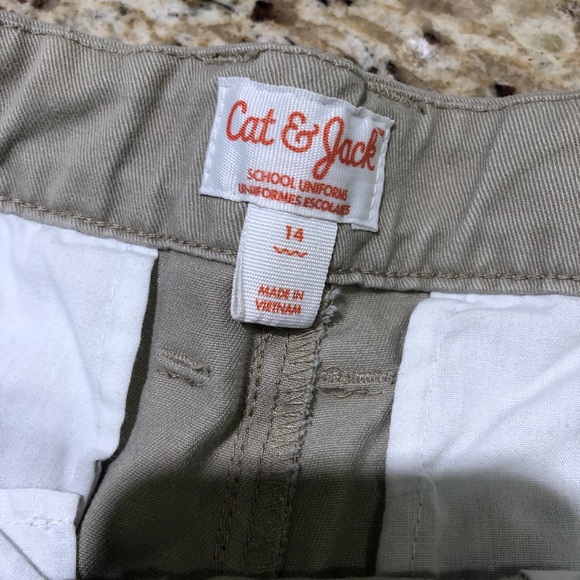 Cat & Jack
SCHOOL UNIFORMS
UNIFORMES ESCOLARES
14
MADE IN
VIETNAM